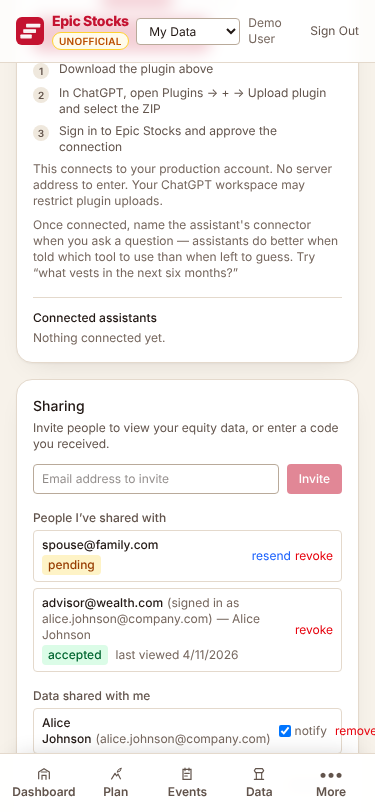 Epic Stocks
UNOFFICIAL
My Data
Demo
User
Sign Out
1 Download the plugin above
2 In ChatGPT, open Plugins → + → Upload plugin
and select the ZIP
3 Sign in to Epic Stocks and approve the
connection
This connects to your production account. No server
address to enter. Your ChatGPT workspace may
restrict plugin uploads.
Once connected, name the assistant's connector
when you ask a question — assistants do better when
told which tool to use than when left to guess. Try
“what vests in the next six months?”
Connected assistants
Nothing connected yet.
Sharing
Invite people to view your equity data, or enter a code
you received.
Email address to invite
Invite
People I’ve shared with
spouse@family.com
pending
resend revoke
advisor@wealth.com (signed in as
alice.johnson@company.com) — Alice
Johnson
revoke
accepted last viewed 4/11/2026
Data shared with me
Alice
Johnson (alice.johnson@company.com)
notify
remove
Dashboard
Plan
Events
Data
More